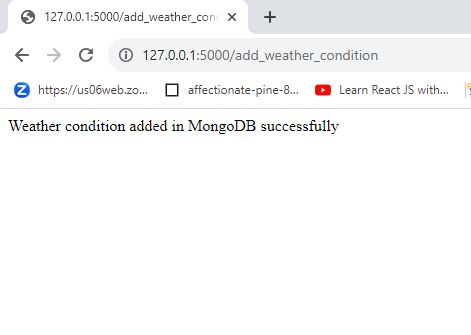 127.0.0.1:5000/add_weather_con
127.0.0.1:5000/add_weather_condition
https://us06web.zo... affectionate-pine-8... Learn React JS with...
Weather condition added in MongoDB successfully